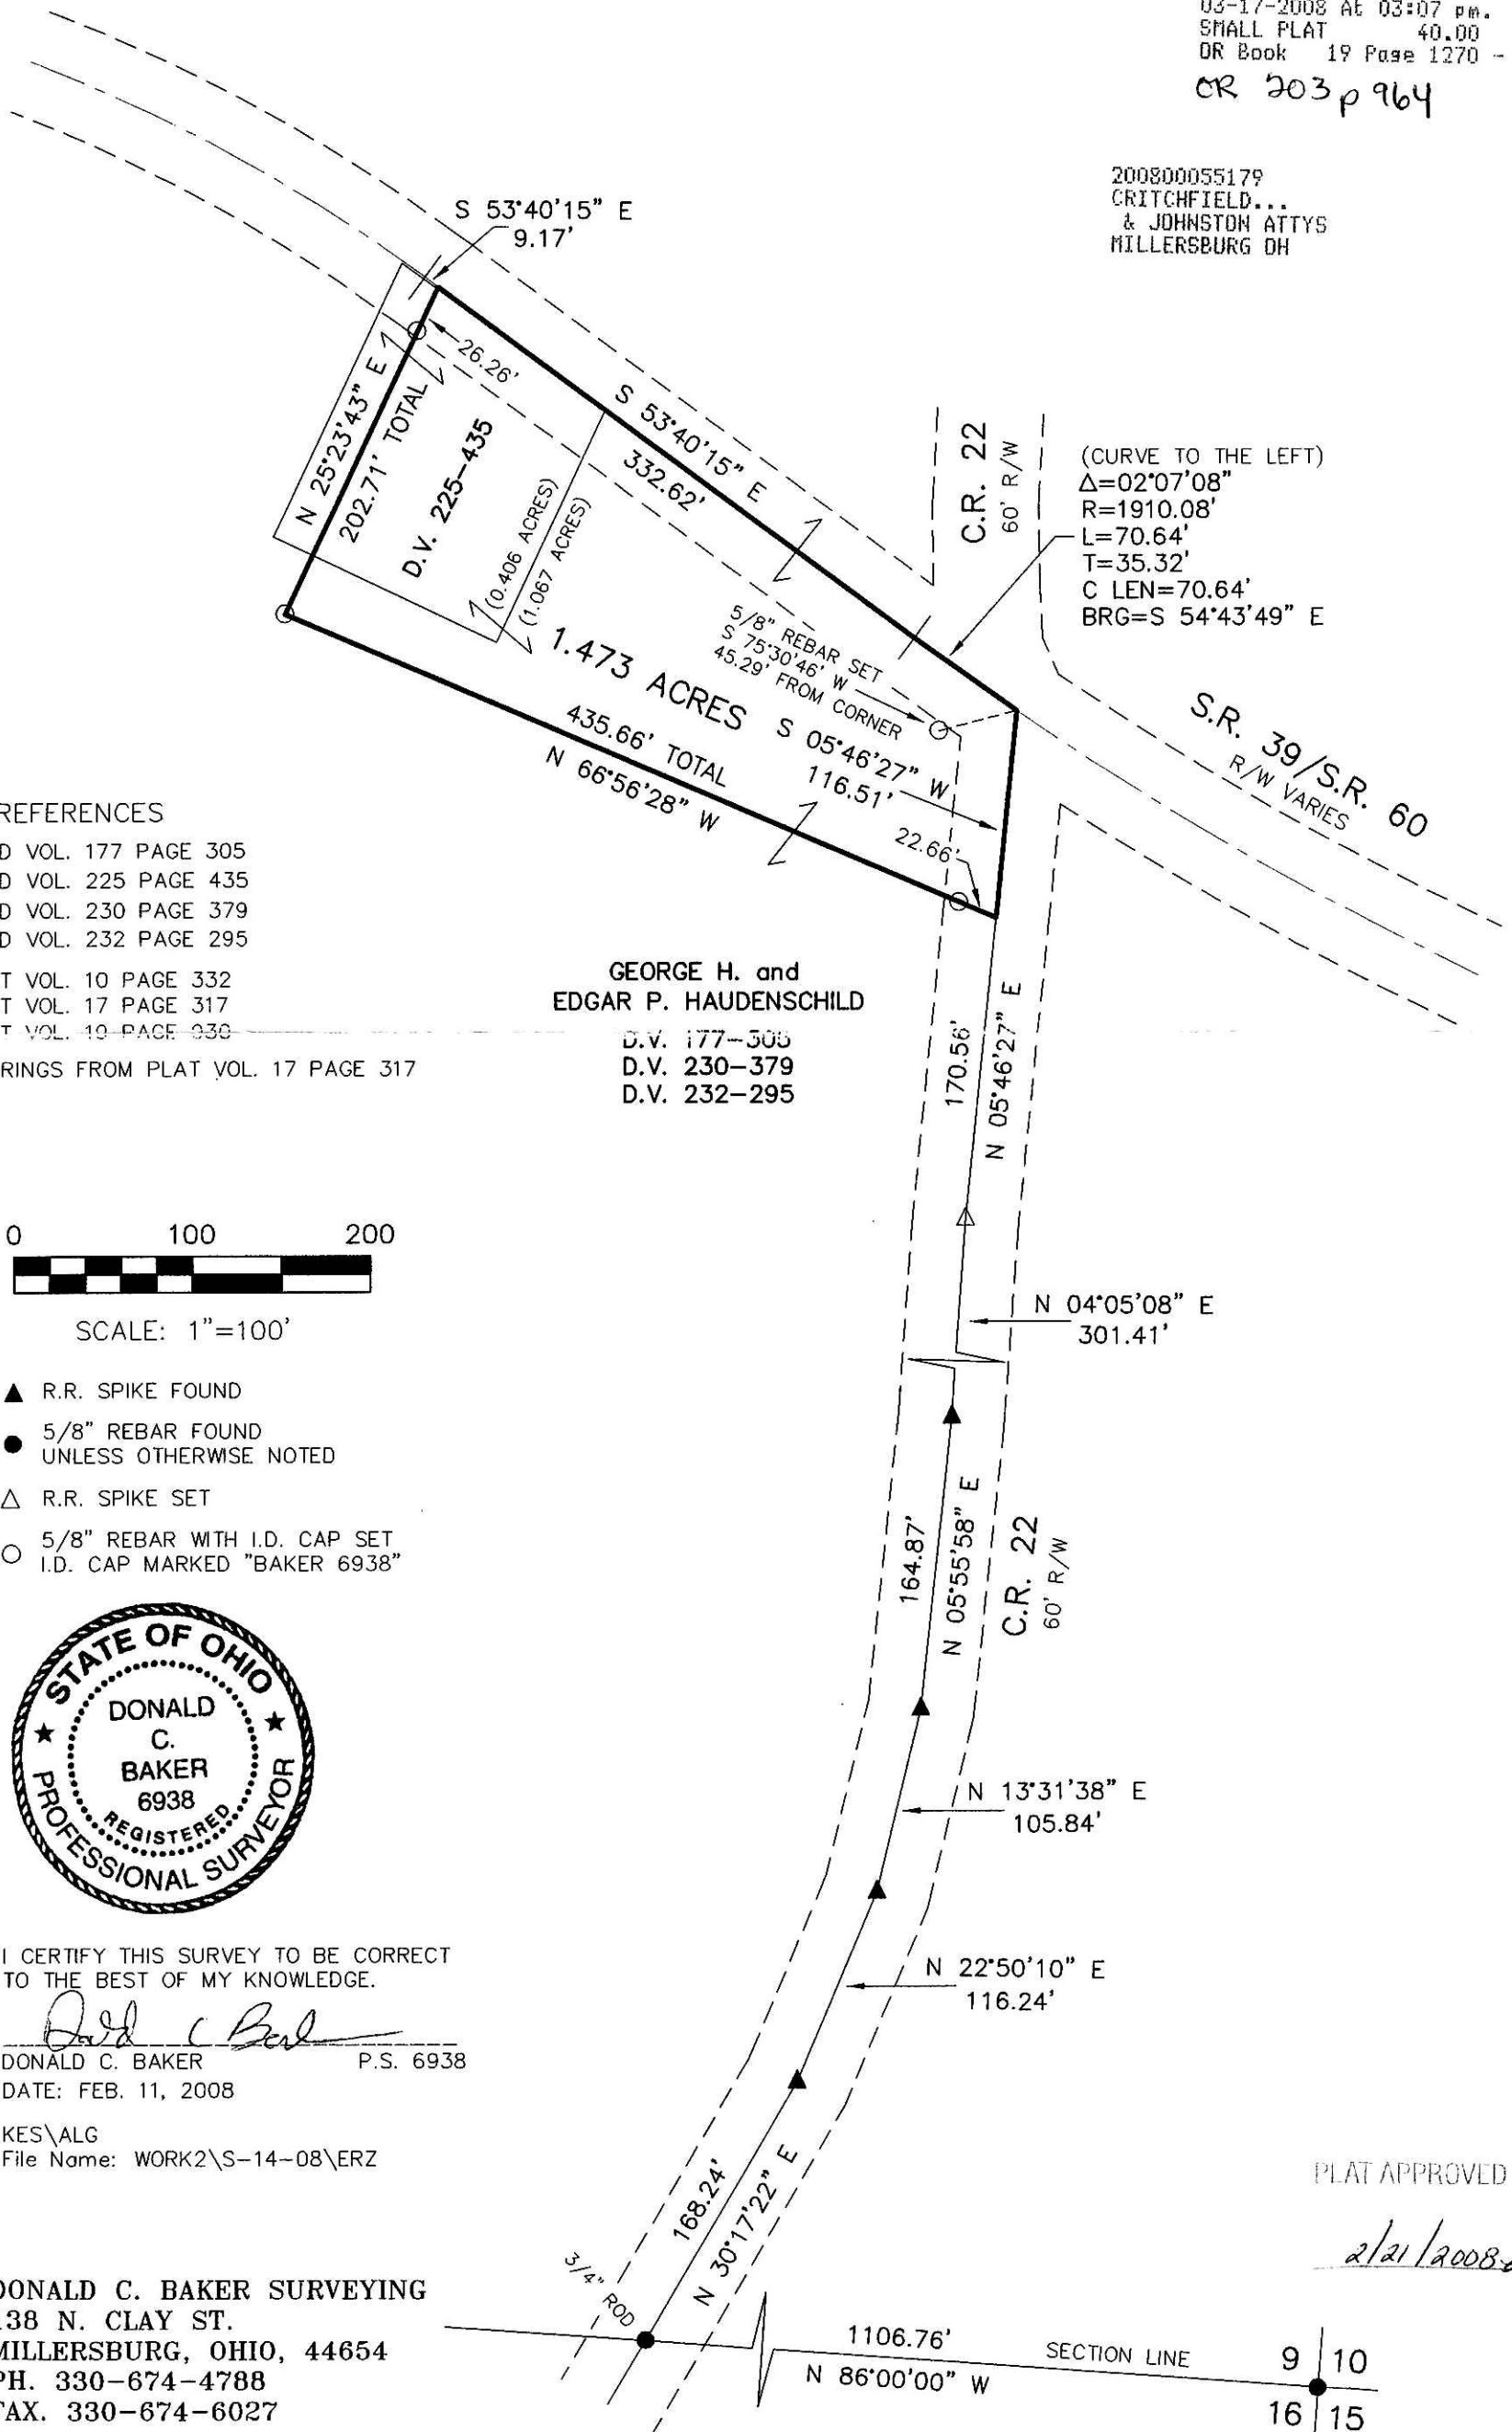 03-17-2008 At 03:07 pm.
SMALL PLAT 40.00
OR Book 19 Page 1270 -
OR 203 p 964
200800055179
CRITCHFIELD...
& JOHNSTON ATTYS
MILLERSBURG OH
S 53°40'15" E
9.17'
N 25°23'43" E
202.71' TOTAL
26.26'
D.V. 225-435
S 53°40'15" E
332.62'
(0.406 ACRES)
(1.067 ACRES)
C.R. 22
60' R/W
(CURVE TO THE LEFT)
Δ=02°07'08"
R=1910.08'
L=70.64'
T=35.32'
C LEN=70.64'
BRG=S 54°43'49" E
5/8" REBAR SET
S 75°30'46' W
45.29' FROM CORNER
1.473 ACRES
435.66' TOTAL
N 66°56'28" W
S 05°46'27" W
116.51'
22.66'
S.R. 39/S.R. 60
R/W VARIES
REFERENCES
D VOL. 177 PAGE 305
D VOL. 225 PAGE 435
D VOL. 230 PAGE 379
D VOL. 232 PAGE 295
T VOL. 10 PAGE 332
T VOL. 17 PAGE 317
T VOL. 19 PAGE 930
RINGS FROM PLAT VOL. 17 PAGE 317
GEORGE H. and
EDGAR P. HAUDENSCHILD
D.V. 177-305
D.V. 230-379
D.V. 232-295
170.56'
N 05°46'27" E
0 100 200
SCALE: 1"=100'
N 04°05'08" E
301.41'
▲ R.R. SPIKE FOUND
● 5/8" REBAR FOUND
UNLESS OTHERWISE NOTED
△ R.R. SPIKE SET
○ 5/8" REBAR WITH I.D. CAP SET
I.D. CAP MARKED "BAKER 6938"
164.87'
N 05°55'58" E
C.R. 22
60' R/W
STATE OF OHIO
DONALD
C.
BAKER
6938
REGISTERED
PROFESSIONAL SURVEYOR
N 13°31'38" E
105.84'
I CERTIFY THIS SURVEY TO BE CORRECT
TO THE BEST OF MY KNOWLEDGE.
DONALD C. BAKER P.S. 6938
DATE: FEB. 11, 2008
N 22°50'10" E
116.24'
KES\ALG
File Name: WORK2\S-14-08\ERZ
168.24'
N 30°17'22" E
3/4" ROD
PLAT APPROVED
2/21/2008
DONALD C. BAKER SURVEYING
138 N. CLAY ST.
MILLERSBURG, OHIO, 44654
PH. 330-674-4788
FAX. 330-674-6027
1106.76'
N 86°00'00" W
SECTION LINE
9 10
16 15